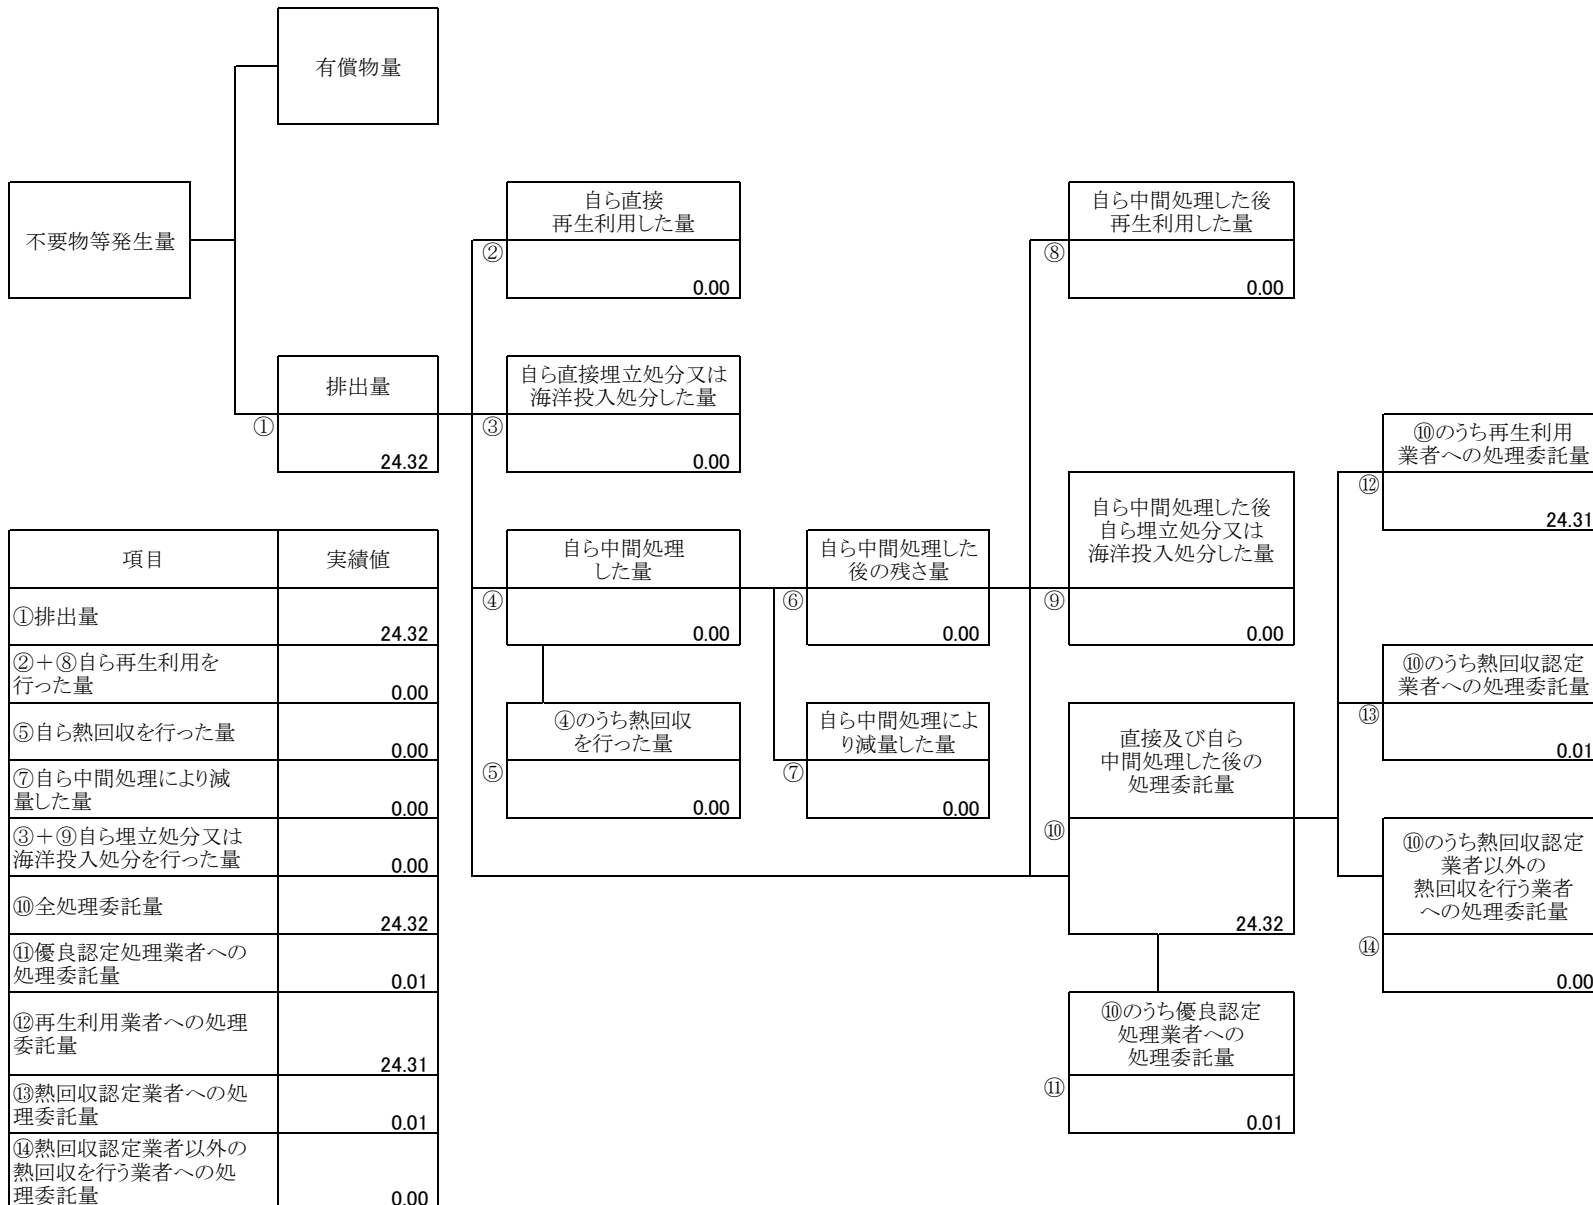 有償物量
不要物等発生量
自ら直接
再生利用した量
②
0.00
自ら中間処理した後
再生利用した量
⑧
0.00
排出量
①
24.32
自ら直接埋立処分又は
海洋投入処分した量
③
0.00
⑩のうち再生利用
業者への処理委託量
⑫
24.31
自ら中間処理
した量
④
0.00
自ら中間処理した
後の残さ量
⑥
0.00
自ら中間処理した後
自ら埋立処分又は
海洋投入処分した量
⑨
0.00
⑩のうち熱回収認定
業者への処理委託量
⑬
0.01
④のうち熱回収
を行った量
⑤
0.00
自ら中間処理によ
り減量した量
⑦
0.00
直接及び自ら
中間処理した後の
処理委託量
⑩
24.32
⑩のうち熱回収認定
業者以外の
熱回収を行う業者
への処理委託量
⑭
0.00
⑩のうち優良認定
処理業者への
処理委託量
⑪
0.01
項目
実績値
①排出量
24.32
②＋⑧自ら再生利用を
行った量
0.00
⑤自ら熱回収を行った量
0.00
⑦自ら中間処理により減
量した量
0.00
③＋⑨自ら埋立処分又は
海洋投入処分を行った量
0.00
⑩全処理委託量
24.32
⑪優良認定処理業者への
処理委託量
0.01
⑫再生利用業者への処理
委託量
24.31
⑬熱回収認定業者への処
理委託量
0.01
⑭熱回収認定業者以外の
熱回収を行う業者への処
理委託量
0.00